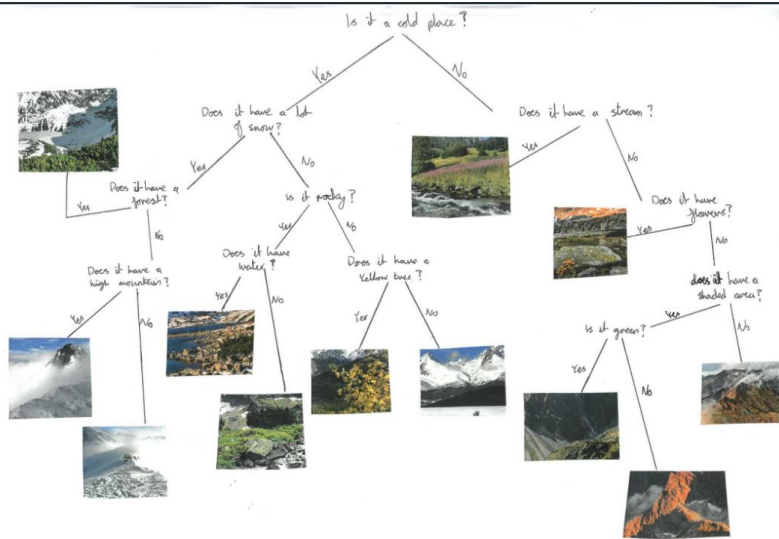 Is it a cold place?
Yes
No
Does it have a lot
of snow?
Does it have a stream?
Yes
No
Yes
No
Does it have a
forest?
Is it rocky?
Does it have
flowers?
Yes
No
Yes
No
Yes
No
Does it have a
high mountain?
Does it have
water?
Does it have a
Yellow tree?
does it have a
shaded area?
Yes
No
Yes
No
Yes
No
Yes
No
Is it green?
Yes
No